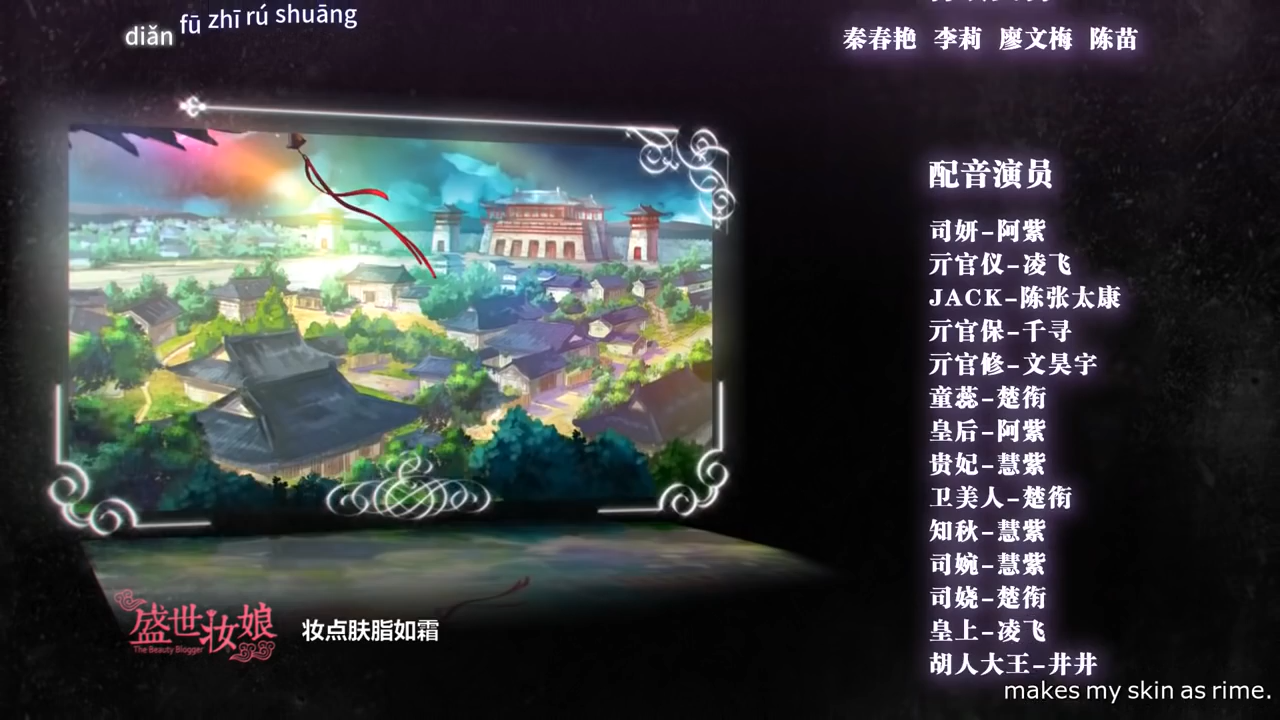 diǎn fū zhī rú shuāng
秦春艳 李莉 廖文梅 陈苗
配音演员
司妍-阿紫
亓官仪-凌飞
JACK-陈张太康
亓官保-千寻
亓官修-文昊宇
童蕊-楚衔
皇后-阿紫
贵妃-慧紫
卫美人-楚衔
知秋-慧紫
司婉-慧紫
司娆-楚衔
皇上-凌飞
胡人大王-井井
盛世妆娘
The Beauty Blogger
妆点肤脂如霜
makes my skin as rime.